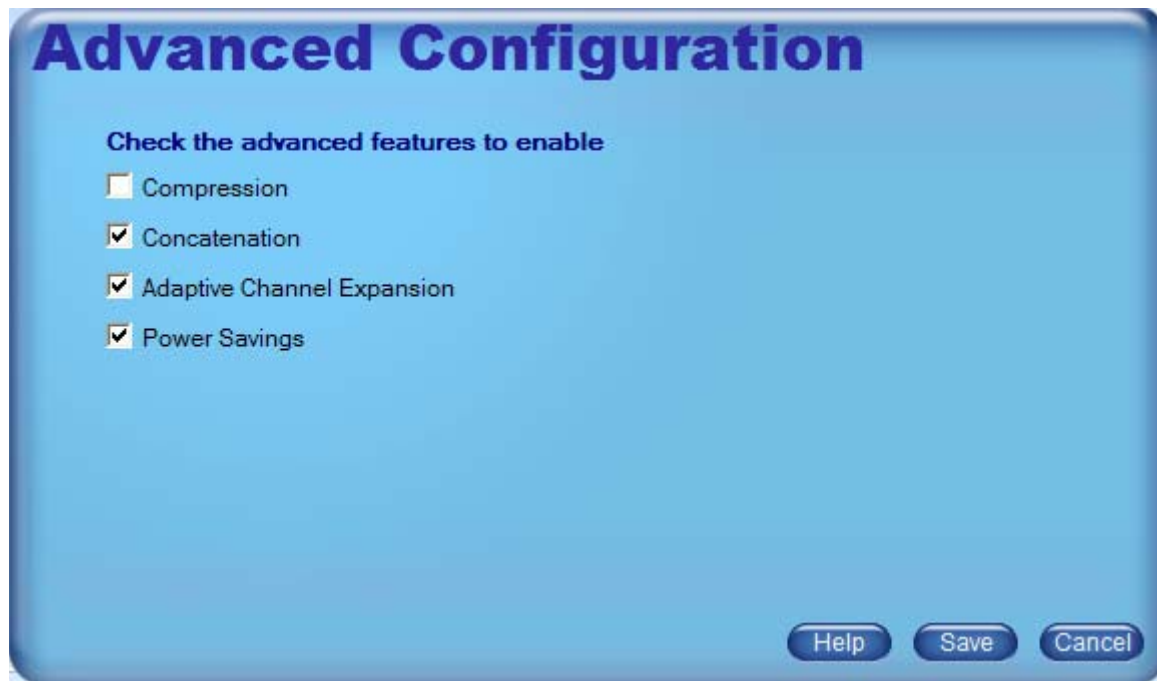 Advanced Configuration
Check the advanced features to enable
Compression
Concatenation
Adaptive Channel Expansion
Power Savings
Help Save Cancel